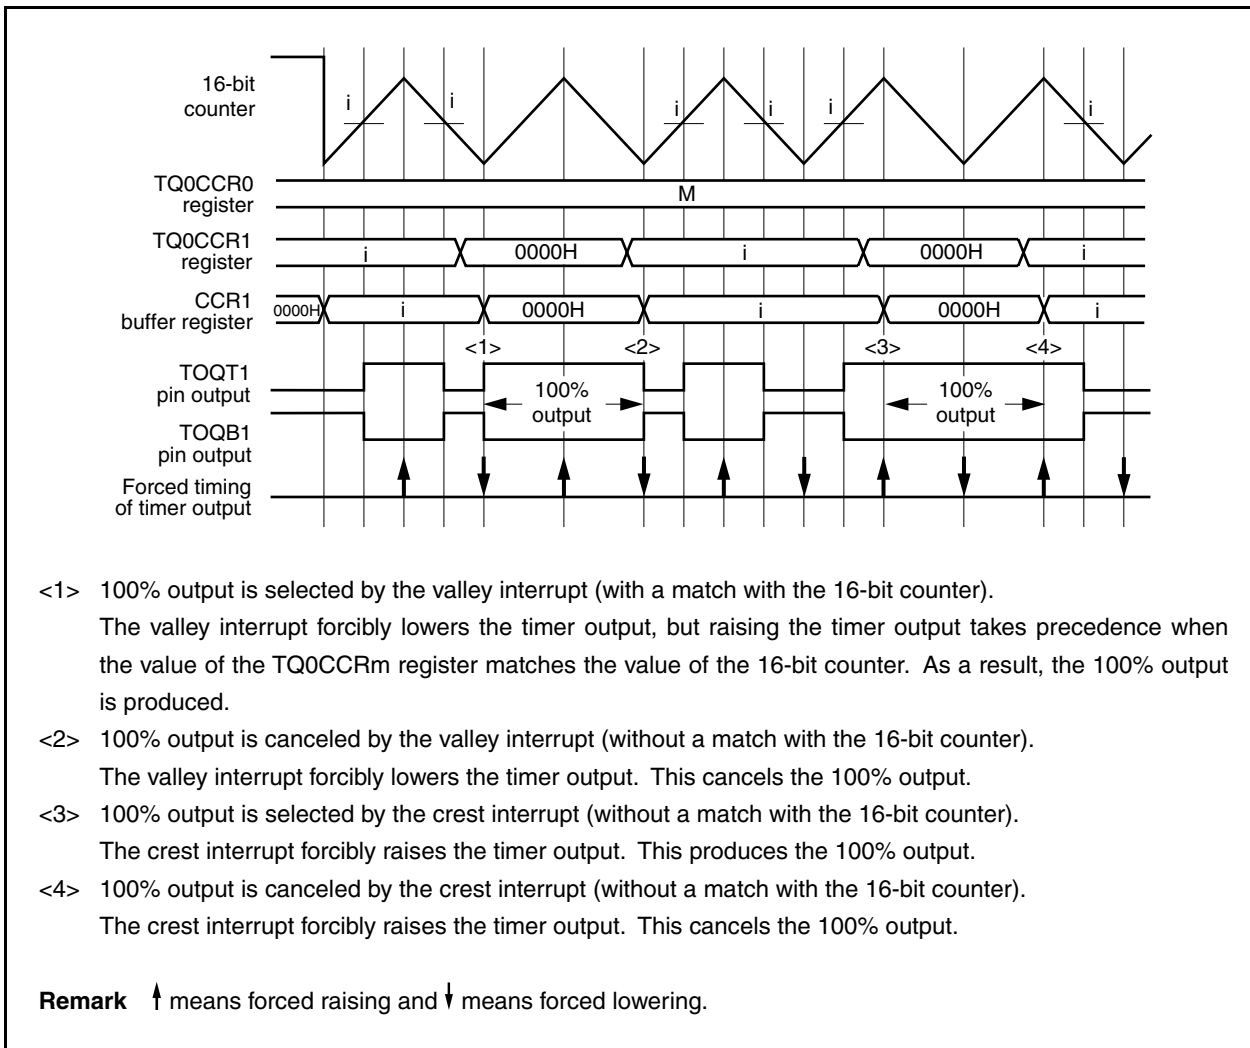 16-bit
counter
i
i
i
i
i
i
TQ0CCR0
register
M
TQ0CCR1
register
i
0000H
i
0000H
i
CCR1
buffer register
0000H
i
0000H
i
0000H
i
<1>
<2>
<3>
<4>
TOQT1
pin output
100%
output
100%
output
TOQB1
pin output
Forced timing
of timer output
<1> 100% output is selected by the valley interrupt (with a match with the 16-bit counter).
The valley interrupt forcibly lowers the timer output, but raising the timer output takes precedence when
the value of the TQ0CCRm register matches the value of the 16-bit counter. As a result, the 100% output
is produced.
<2> 100% output is canceled by the valley interrupt (without a match with the 16-bit counter).
The valley interrupt forcibly lowers the timer output. This cancels the 100% output.
<3> 100% output is selected by the crest interrupt (without a match with the 16-bit counter).
The crest interrupt forcibly raises the timer output. This produces the 100% output.
<4> 100% output is canceled by the crest interrupt (without a match with the 16-bit counter).
The crest interrupt forcibly raises the timer output. This cancels the 100% output.
Remark ↑ means forced raising and ↓ means forced lowering.